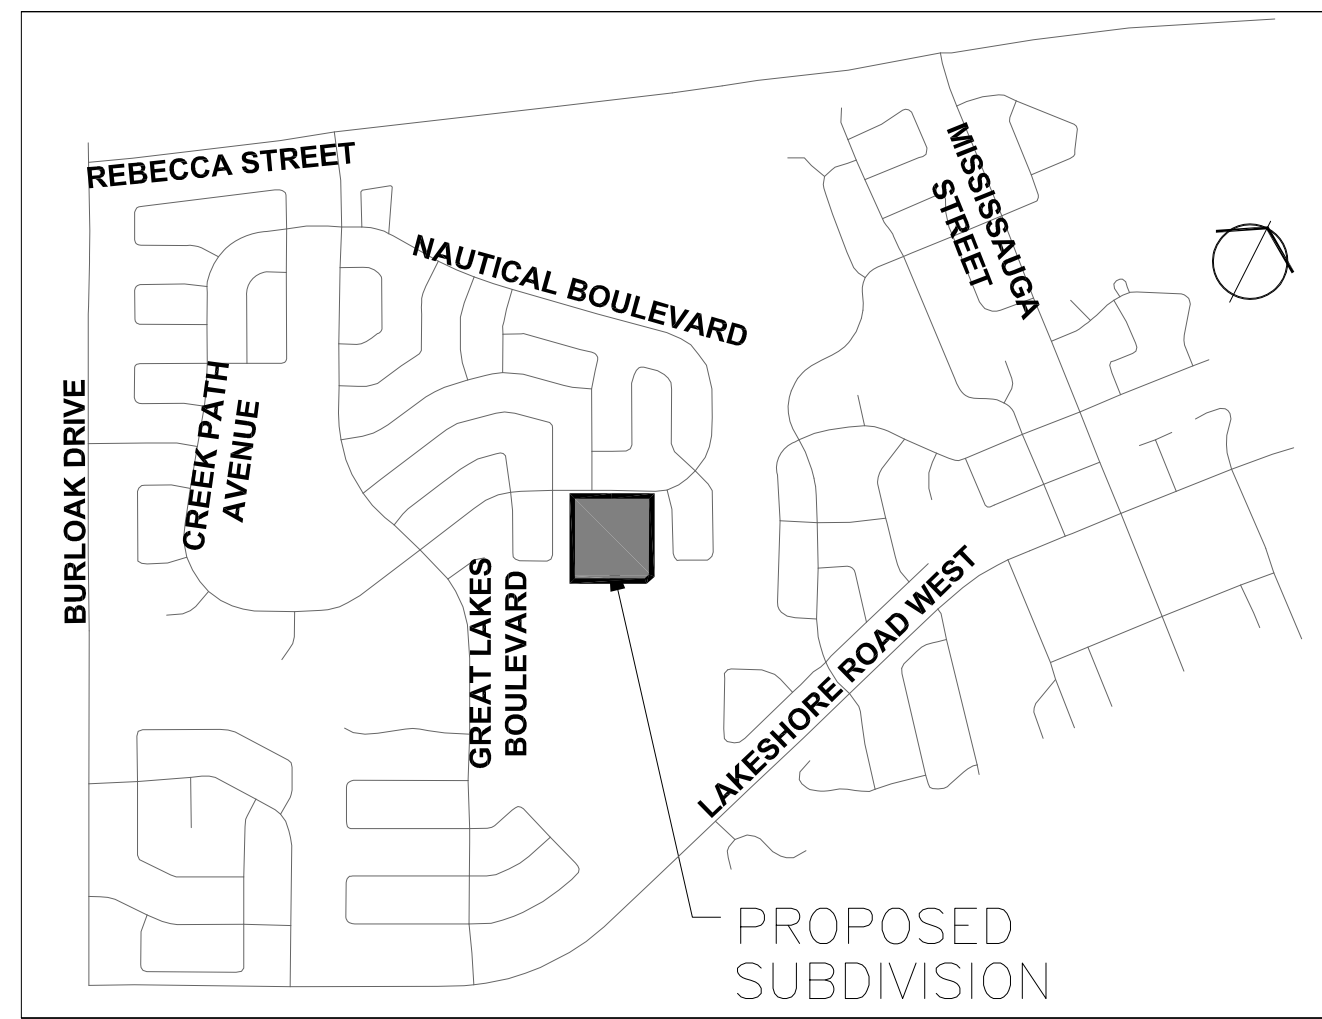 REBECCA STREET
MISSISSAUGA
STREET
NAUTICAL BOULEVARD
CREEK PATH
AVENUE
BURLOAK DRIVE
GREAT LAKES
BOULEVARD
LAKESHORE ROAD WEST
PROPOSED
SUBDIVISION